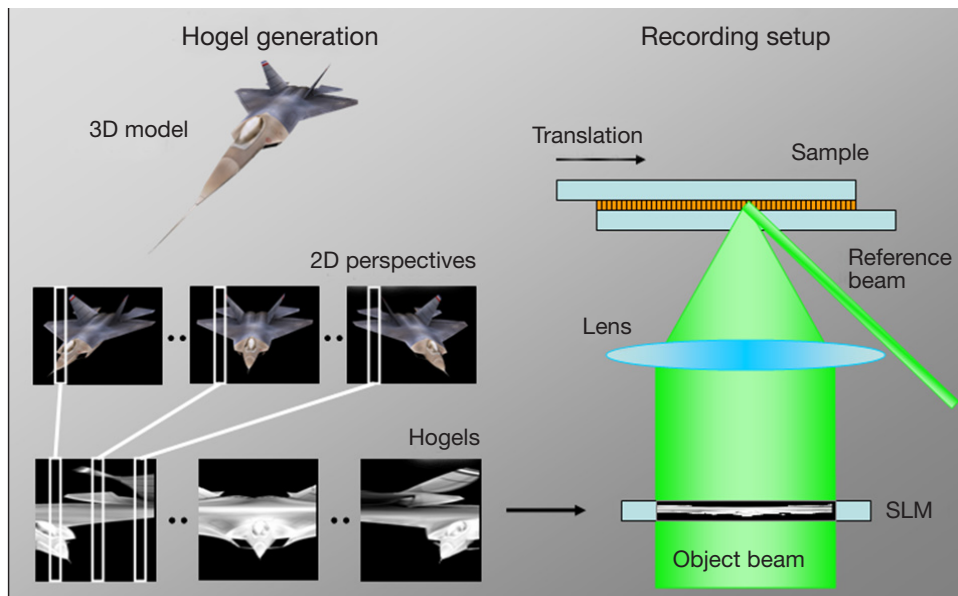 Hogel generation
3D model
2D perspectives
Hogels
Recording setup
Translation
Sample
Reference
beam
Lens
SLM
Object beam